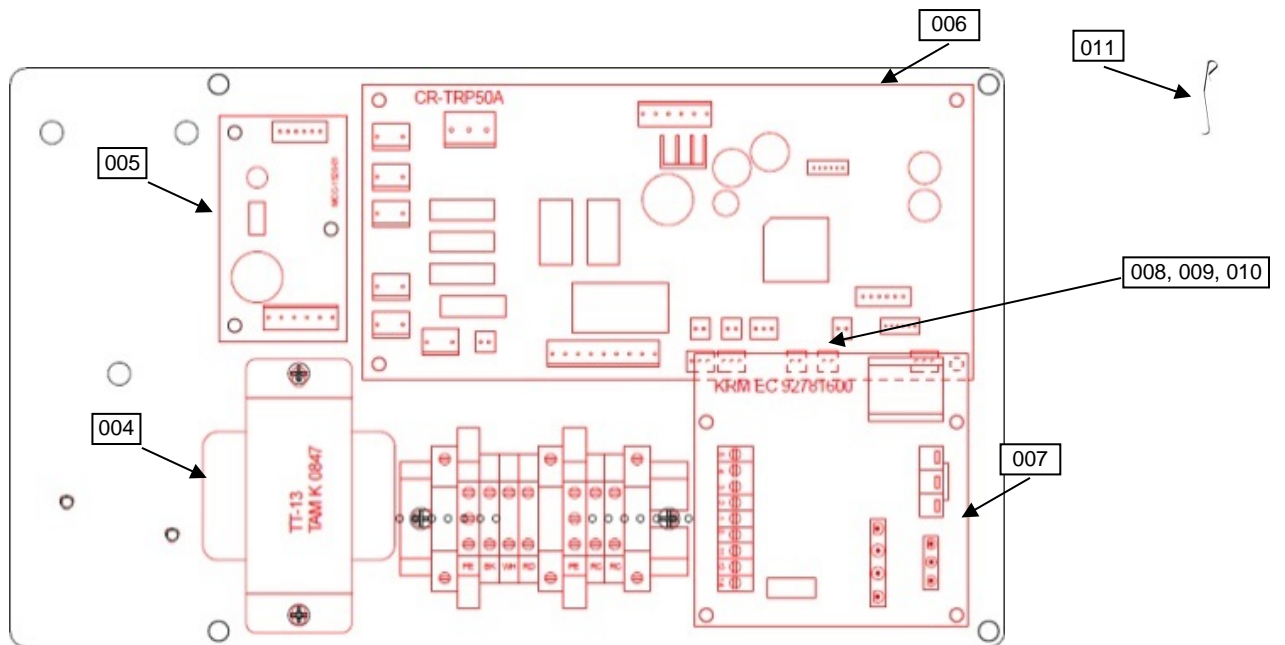 006
011
CR-TRP50A
005
008, 009, 010
KRM EC 92781600
004
TT-13
TAM K 0847
007
PE BK WH RD PE RC RC